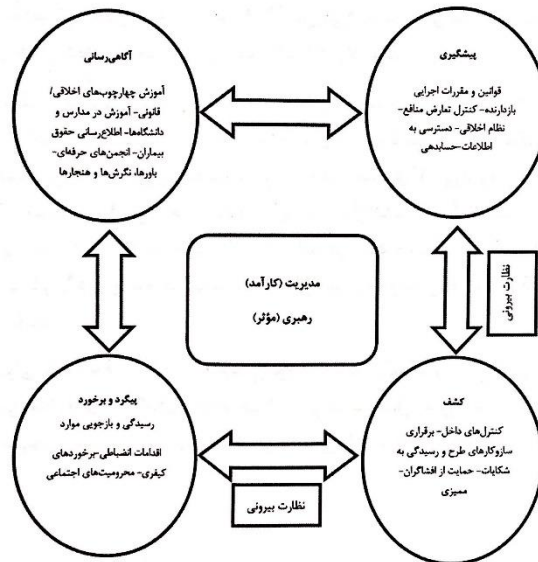 پیشگیری
قوانین و مقررات اجرایی
بازدارنده- کنترل تعارض منافع-
نظام اخلاقی- دسترسی به
اطلاعات-حسابدهی
آگاهی‌رسانی
آموزش چهارچوب‌های اخلاقی/
قانونی- آموزش در مدارس و
دانشگاه‌ها- اطلاع‌رسانی حقوق
بیماران- انجمن‌های حرفه‌ای-
باورها، نگرش‌ها و هنجارها
نظارت بیرونی
مدیریت (کارآمد)
رهبری (مؤثر)
کشف
کنترل‌های داخل- برقراری
سازوکارهای طرح و رسیدگی به
شکایات- حمایت از افشاگران-
ممیزی
پیگرد و برخورد
رسیدگی و بازجویی موارد
اقدامات انضباطی-برخوردهای
کیفری- محرومیت‌های اجتماعی
نظارت بیرونی